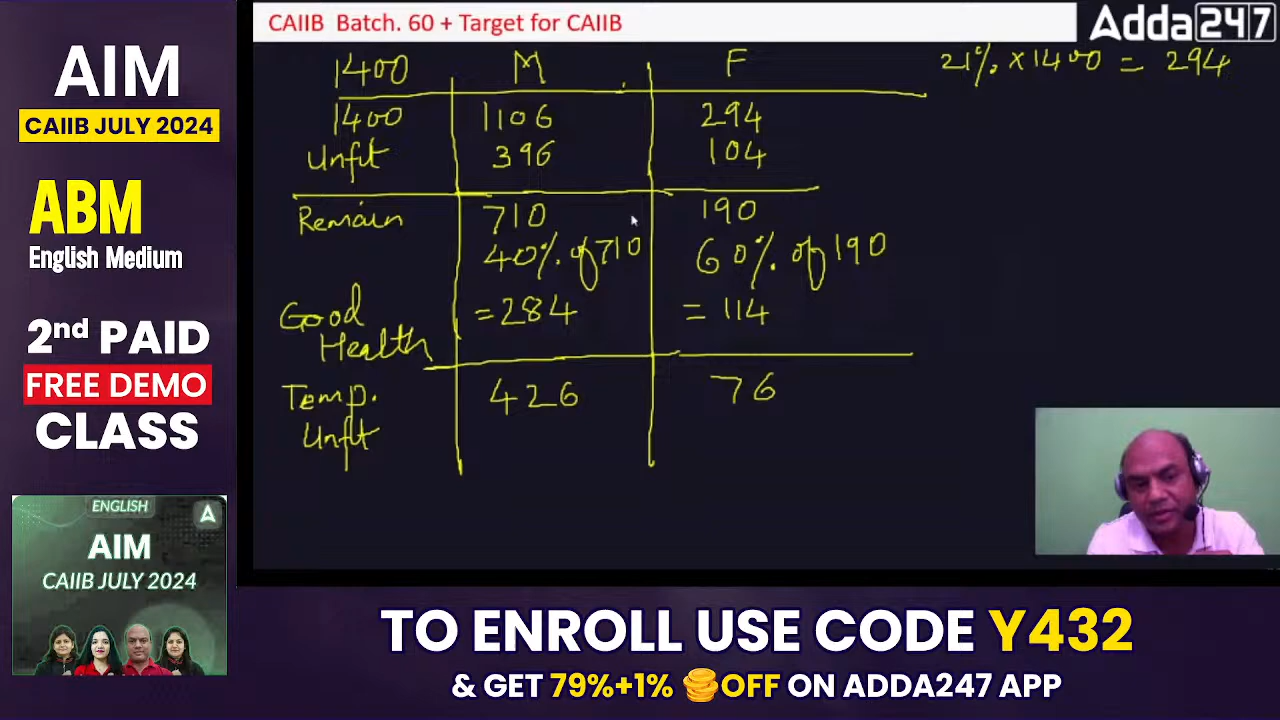 AIM
CAIIB JULY 2024
ABM
English Medium
2nd PAID
FREE DEMO
CLASS
ENGLISH
A
AIM
CAIIB JULY 2024
CAIIB Batch. 60 + Target for CAIIB
Adda247
1400 M F
21% × 1400 = 294
1400 1106 294
Unfit 396 104
Remain 710 190
40% of 710 60% of 190
Good Health = 284 = 114
Temp. Unfit 426 76
TO ENROLL USE CODE Y432
& GET 79%+1% OFF ON ADDA247 APP